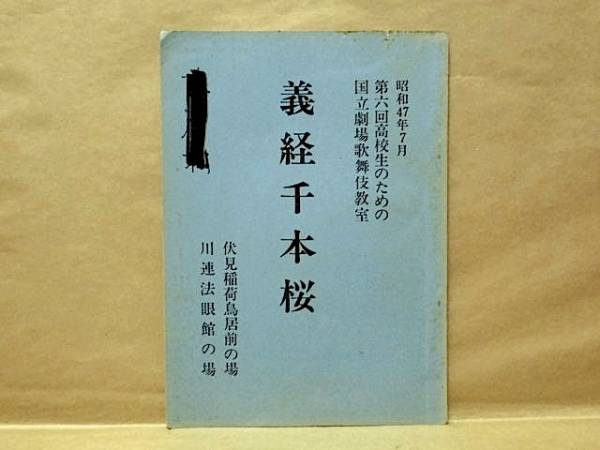 昭和47年7月
第六回高校生のための
国立劇場歌舞伎教室
義経千本桜
伏見稲荷鳥居前の場
川連法眼館の場